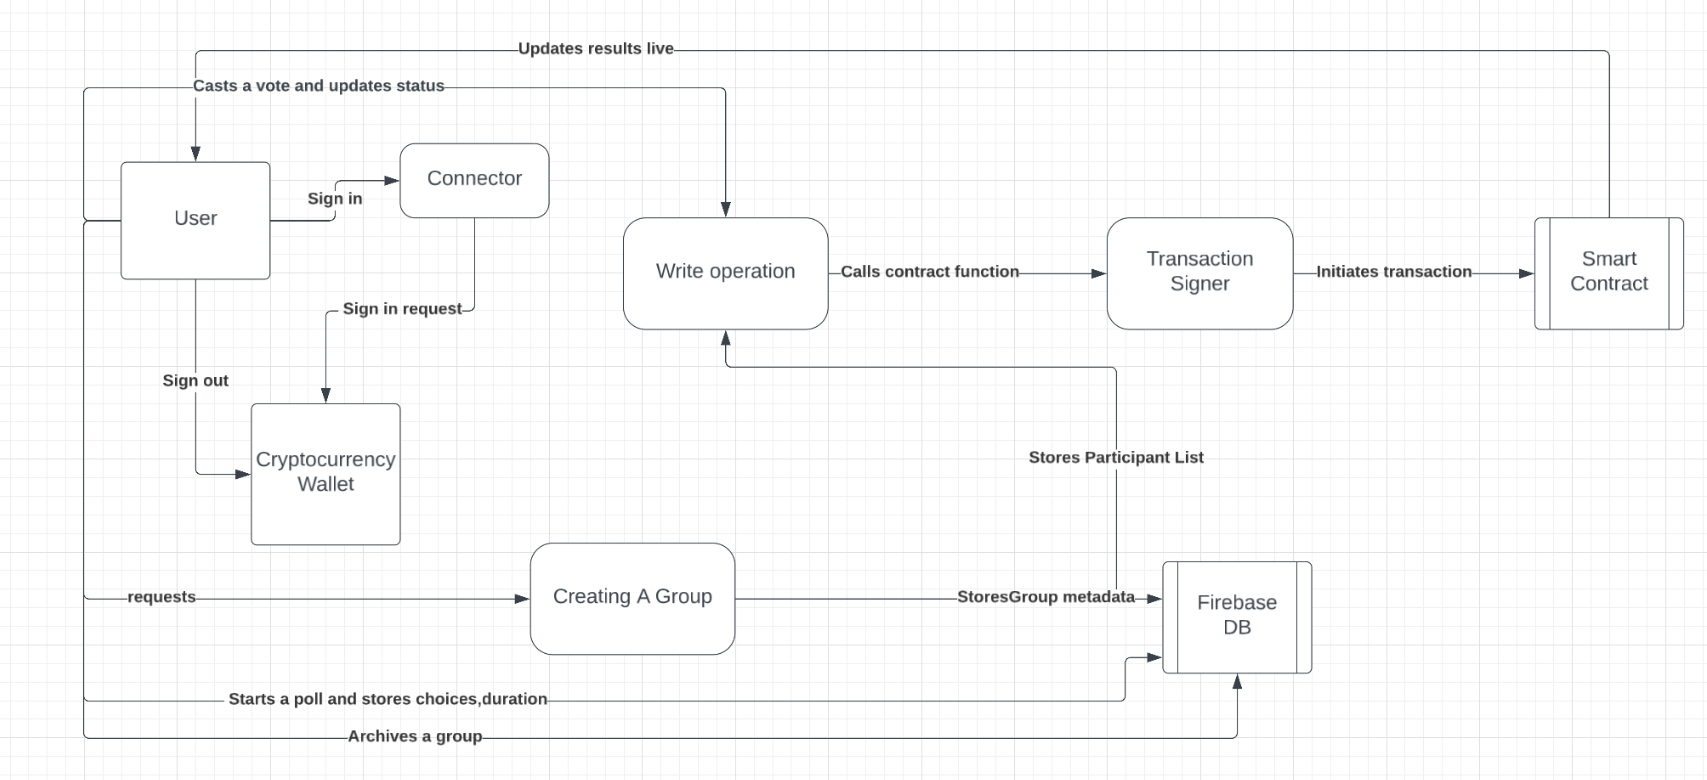 Updates results live
Casts a vote and updates status
User
Sign in
Connector
Write operation
Calls contract function
Transaction
Signer
Initiates transaction
Smart
Contract
Sign in request
Sign out
Cryptocurrency
Wallet
Stores Participant List
requests
Creating A Group
StoresGroup metadata
Firebase
DB
Starts a poll and stores choices,duration
Archives a group